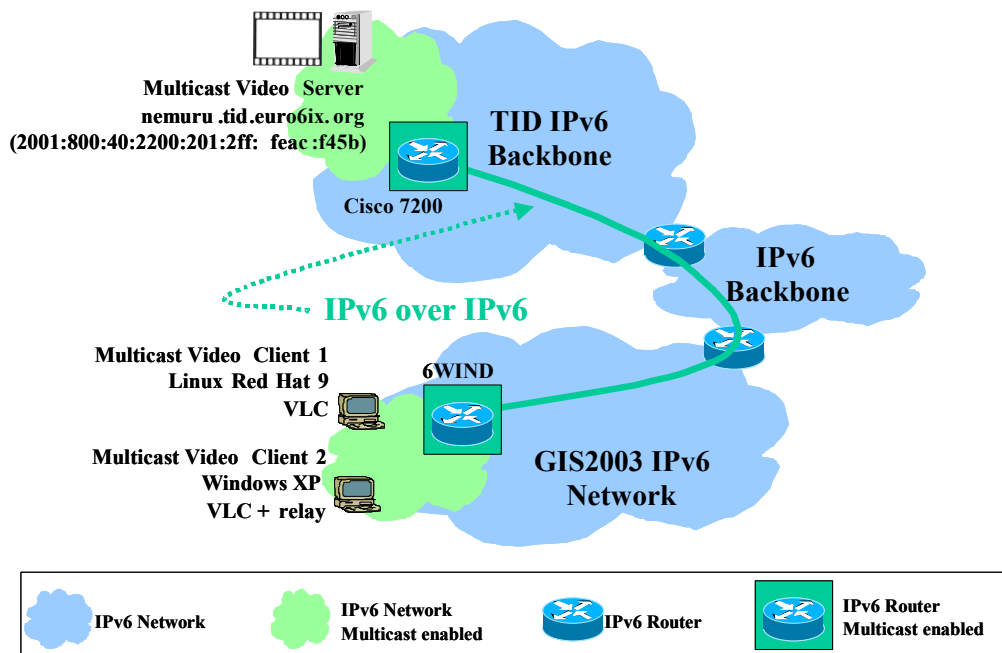 Multicast Video Server
nemuru .tid.euro6ix. org
(2001:800:40:2200:201:2ff: feac :f45b)
TID IPv6
Backbone
Cisco 7200
IPv6
Backbone
IPv6 over IPv6
Multicast Video Client 1
Linux Red Hat 9
VLC
6WIND
Multicast Video Client 2
Windows XP
VLC + relay
GIS2003 IPv6
Network
IPv6 Network
IPv6 Network
Multicast enabled
IPv6 Router
IPv6 Router
Multicast enabled